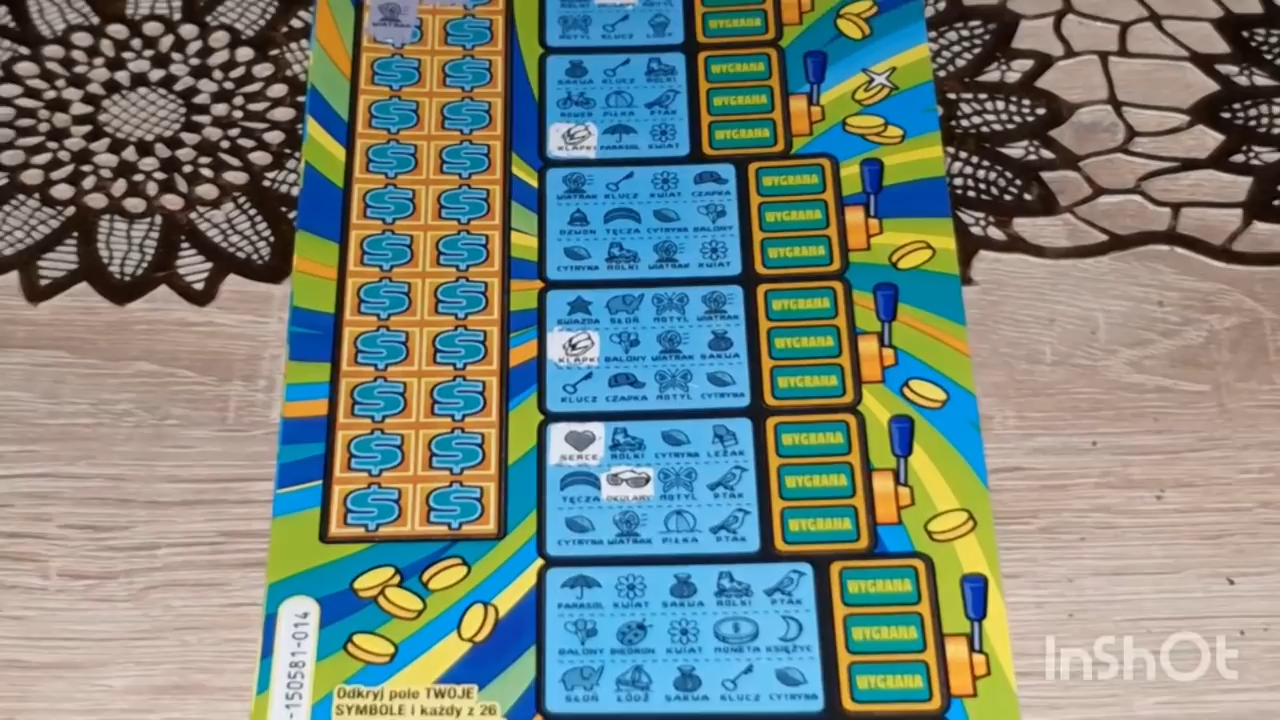 WIATRAK
MOTYL KLUCZ LODY
WYGRANA
SAKWA KLUCZ ROLKI
ROWER PIŁKA PTAK
KLAPKI PARASOL KWIAT
WYGRANA
WYGRANA
WYGRANA
WIATRAK KLUCZ KWIAT CZAPKA
DZWON TĘCZA CYTRYNA BALONY
CYTRYNA ROLKI WIATRAK KWIAT
WYGRANA
WYGRANA
WYGRANA
GWIAZDA SŁOŃ MOTYL WIATRAK
KLAPKI BALONY WIATRAK SAKWA
KLUCZ CZAPKA MOTYL CYTRYNA
WYGRANA
WYGRANA
WYGRANA
SERCE ROLKI CYTRYNA LEŻAK
TĘCZA OKULARY MOTYL PTAK
CYTRYNA WIATRAK PIŁKA PTAK
WYGRANA
WYGRANA
WYGRANA
PARASOL KWIAT SAKWA ROLKI PTAK
BALONY BIEDRON KWIAT MONETA KSIĘŻYC
SŁOŃ ŁÓDŹ SAKWA KLUCZ CYTRYNA
WYGRANA
WYGRANA
WYGRANA
-150581-014
Odkryj pole TWOJE
SYMBOLE i każdy z 26
InShOt